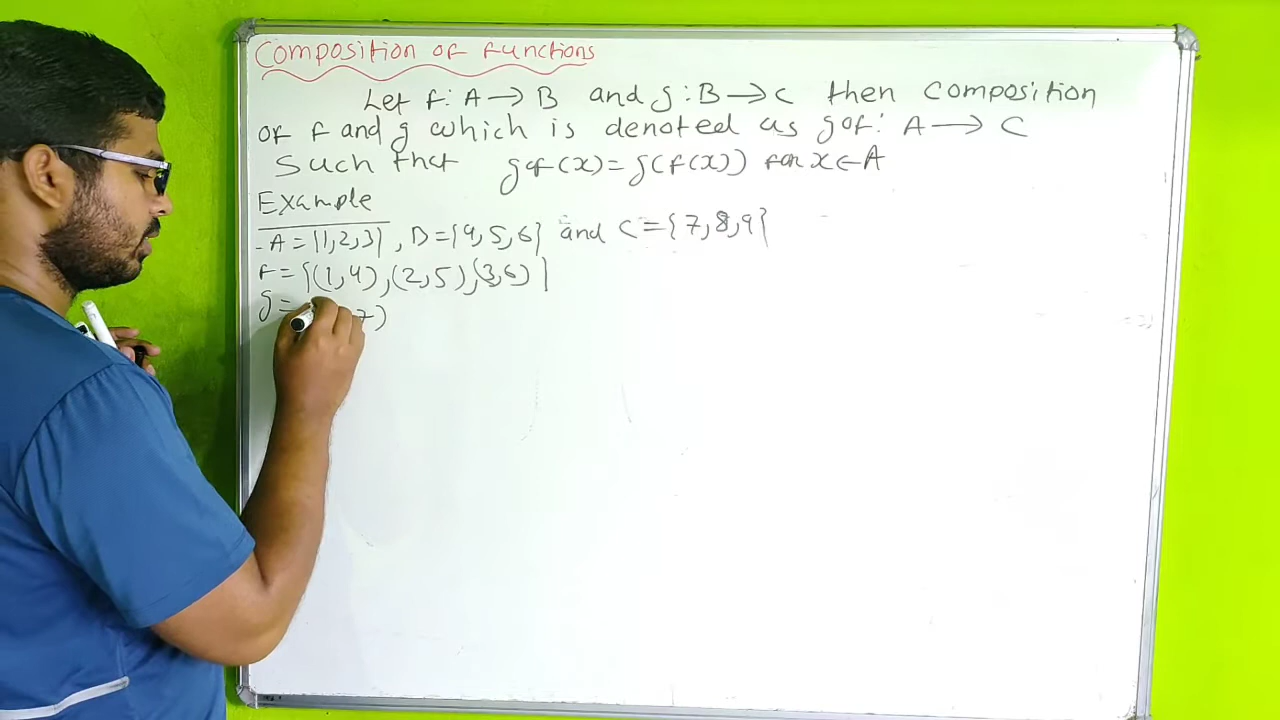 Composition of functions
Let f: A → B and g: B → C then composition
of f and g which is denoted as gof: A → C
Such that gof(x) = g(f(x)) for x ∈ A
Example
- A = {1,2,3}, B = {4,5,6} and C = {7,8,9}
f = {(1,4),(2,5),(3,6)}
g = 7)